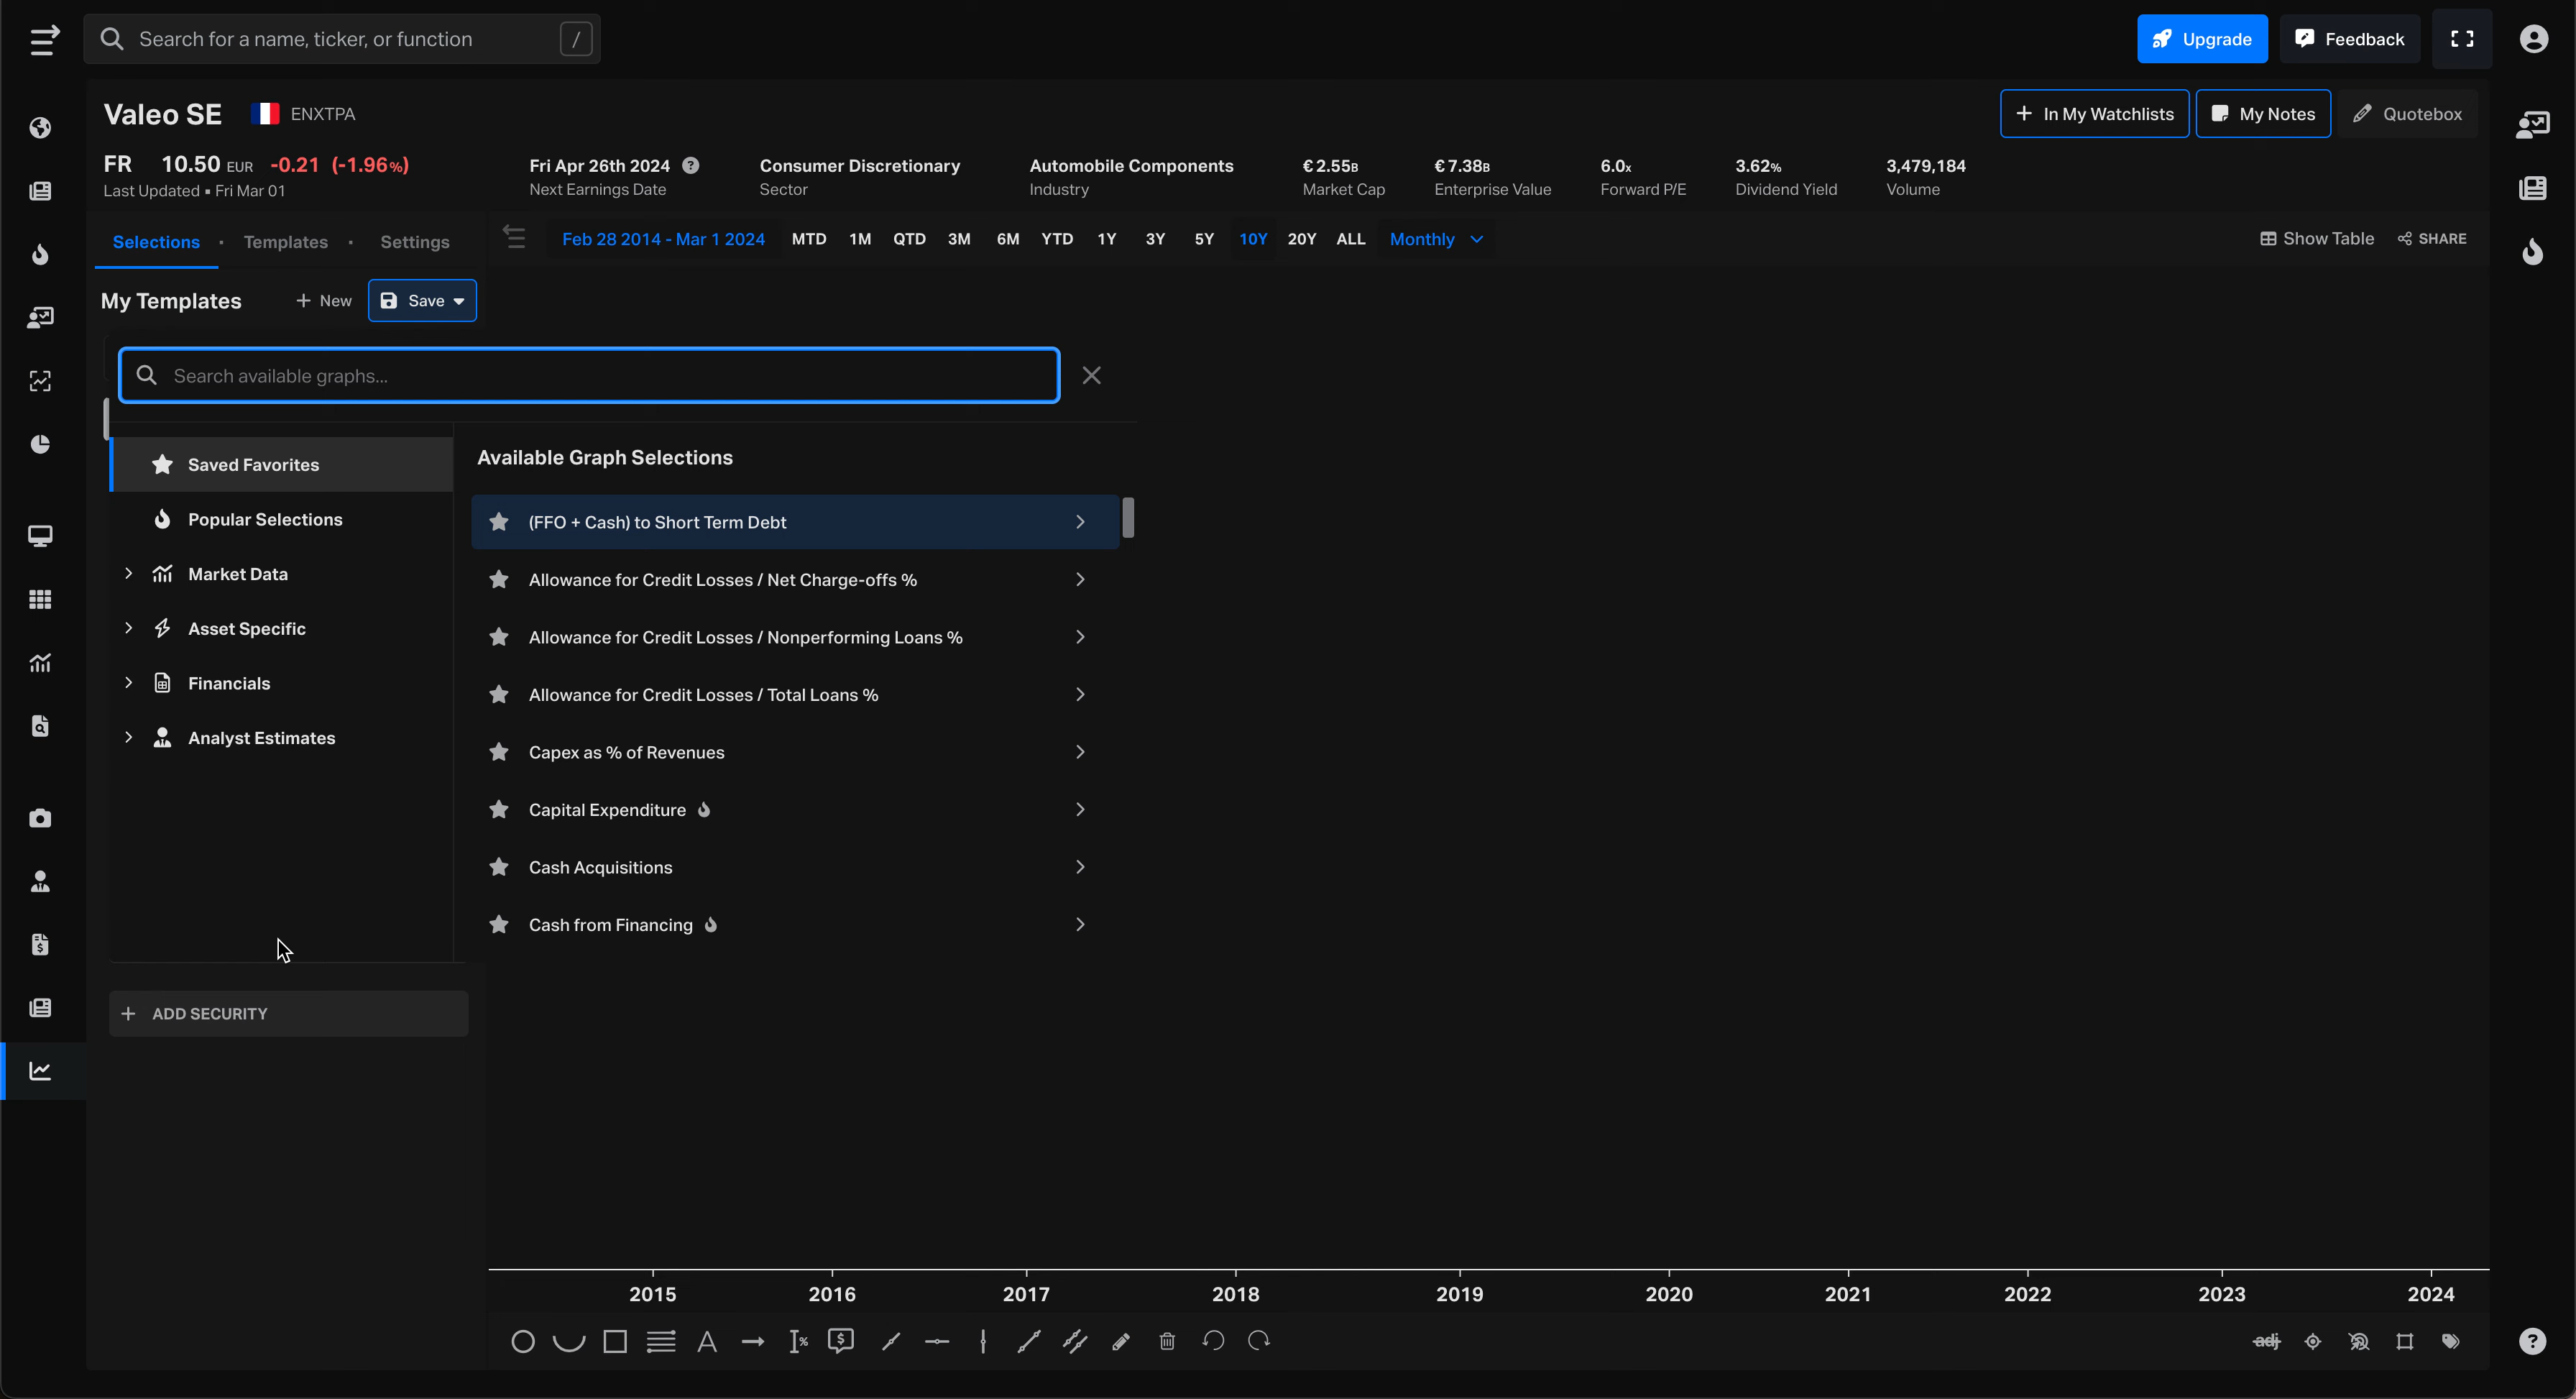 Search for a name, ticker, or function /
Upgrade
Feedback
Valeo SE ENXTPA
In My Watchlists
My Notes
Quotebox
FR 10.50 EUR -0.21 (-1.96%)
Last Updated ▪ Fri Mar 01
Fri Apr 26th 2024
Next Earnings Date
Consumer Discretionary
Sector
Automobile Components
Industry
€2.55B
Market Cap
€7.38B
Enterprise Value
6.0x
Forward P/E
3.62%
Dividend Yield
3,479,184
Volume
Selections · Templates · Settings
Feb 28 2014 - Mar 1 2024 MTD 1M QTD 3M 6M YTD 1Y 3Y 5Y 10Y 20Y ALL Monthly
Show Table
SHARE
My Templates
+ New
Save
Search available graphs...
Saved Favorites
Popular Selections
Market Data
Asset Specific
Financials
Analyst Estimates
Available Graph Selections
(FFO + Cash) to Short Term Debt
Allowance for Credit Losses / Net Charge-offs %
Allowance for Credit Losses / Nonperforming Loans %
Allowance for Credit Losses / Total Loans %
Capex as % of Revenues
Capital Expenditure
Cash Acquisitions
Cash from Financing
+ ADD SECURITY
2015 2016 2017 2018 2019 2020 2021 2022 2023 2024
adj